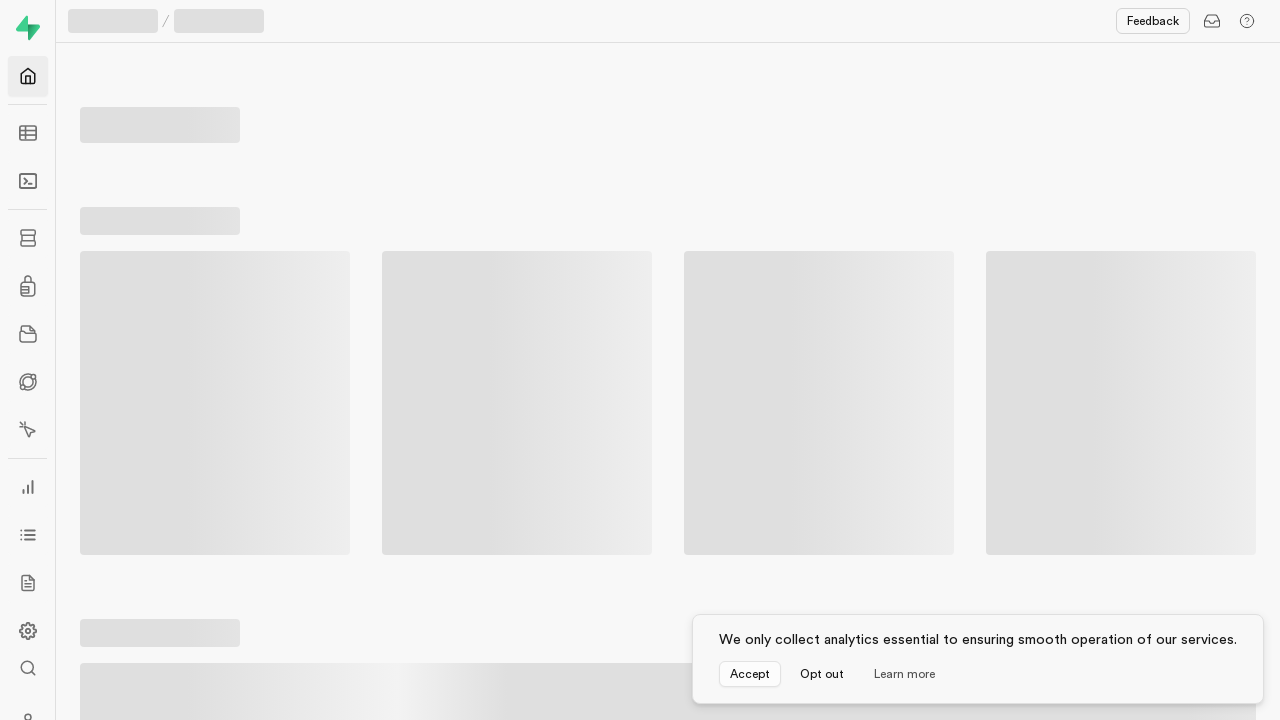 Feedback
We only collect analytics essential to ensuring smooth operation of our services.
Accept Opt out Learn more